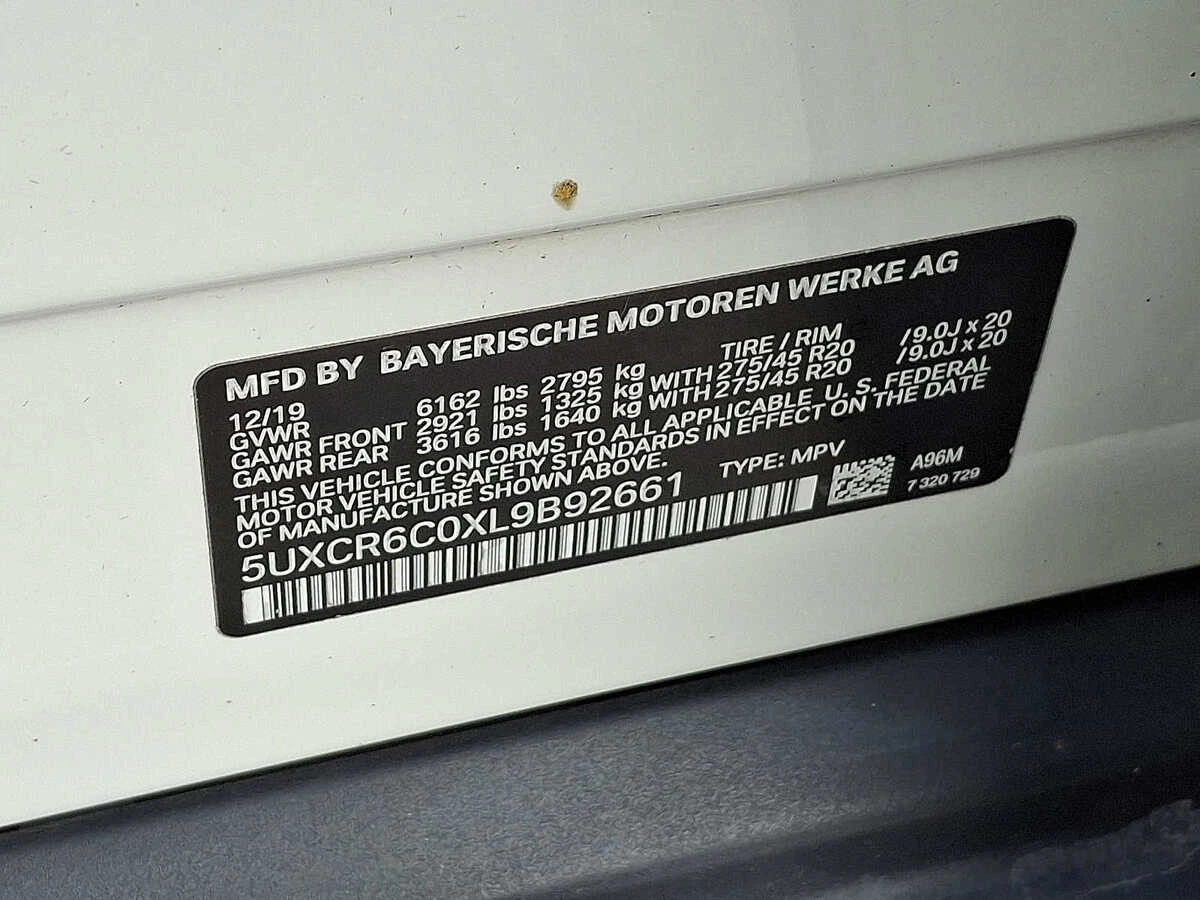 MFD BY BAYERISCHE MOTOREN WERKE AG
12/19 TIRE / RIM
GVWR 6162 lbs 2795 kg
GAWR FRONT 2921 lbs 1325 kg WITH 275/45 R20 /9.0J x 20
GAWR REAR 3616 lbs 1640 kg WITH 275/45 R20 /9.0J x 20
THIS VEHICLE CONFORMS TO ALL APPLICABLE U. S. FEDERAL
MOTOR VEHICLE SAFETY STANDARDS IN EFFECT ON THE DATE
OF MANUFACTURE SHOWN ABOVE. TYPE: MPV
5UXCR6C0XL9B92661
A96M
7 320 729